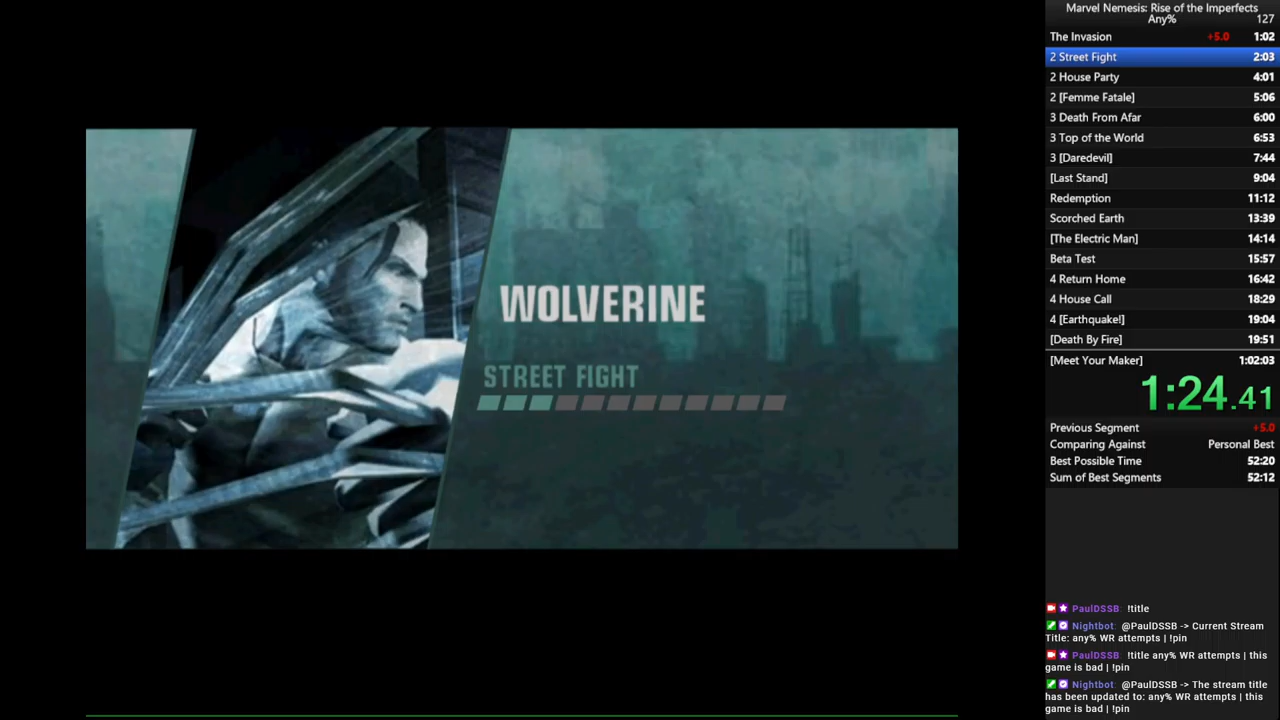 Marvel Nemesis: Rise of the Imperfects
Any% 127
The Invasion +5.0 1:02
2 Street Fight 2:03
2 House Party 4:01
2 [Femme Fatale] 5:06
3 Death From Afar 6:00
3 Top of the World 6:53
3 [Daredevil] 7:44
[Last Stand] 9:04
Redemption 11:12
Scorched Earth 13:39
[The Electric Man] 14:14
Beta Test 15:57
4 Return Home 16:42
4 House Call 18:29
4 [Earthquake!] 19:04
[Death By Fire] 19:51
[Meet Your Maker] 1:02:03
1:24.41
Previous Segment +5.0
Comparing Against Personal Best
Best Possible Time 52:20
Sum of Best Segments 52:12
WOLVERINE
STREET FIGHT
PaulDSSB: !title
Nightbot: @PaulDSSB -> Current Stream
Title: any% WR attempts | !pin
PaulDSSB: !title any% WR attempts | this
game is bad | !pin
Nightbot: @PaulDSSB -> The stream title
has been updated to: any% WR attempts | this
game is bad | !pin